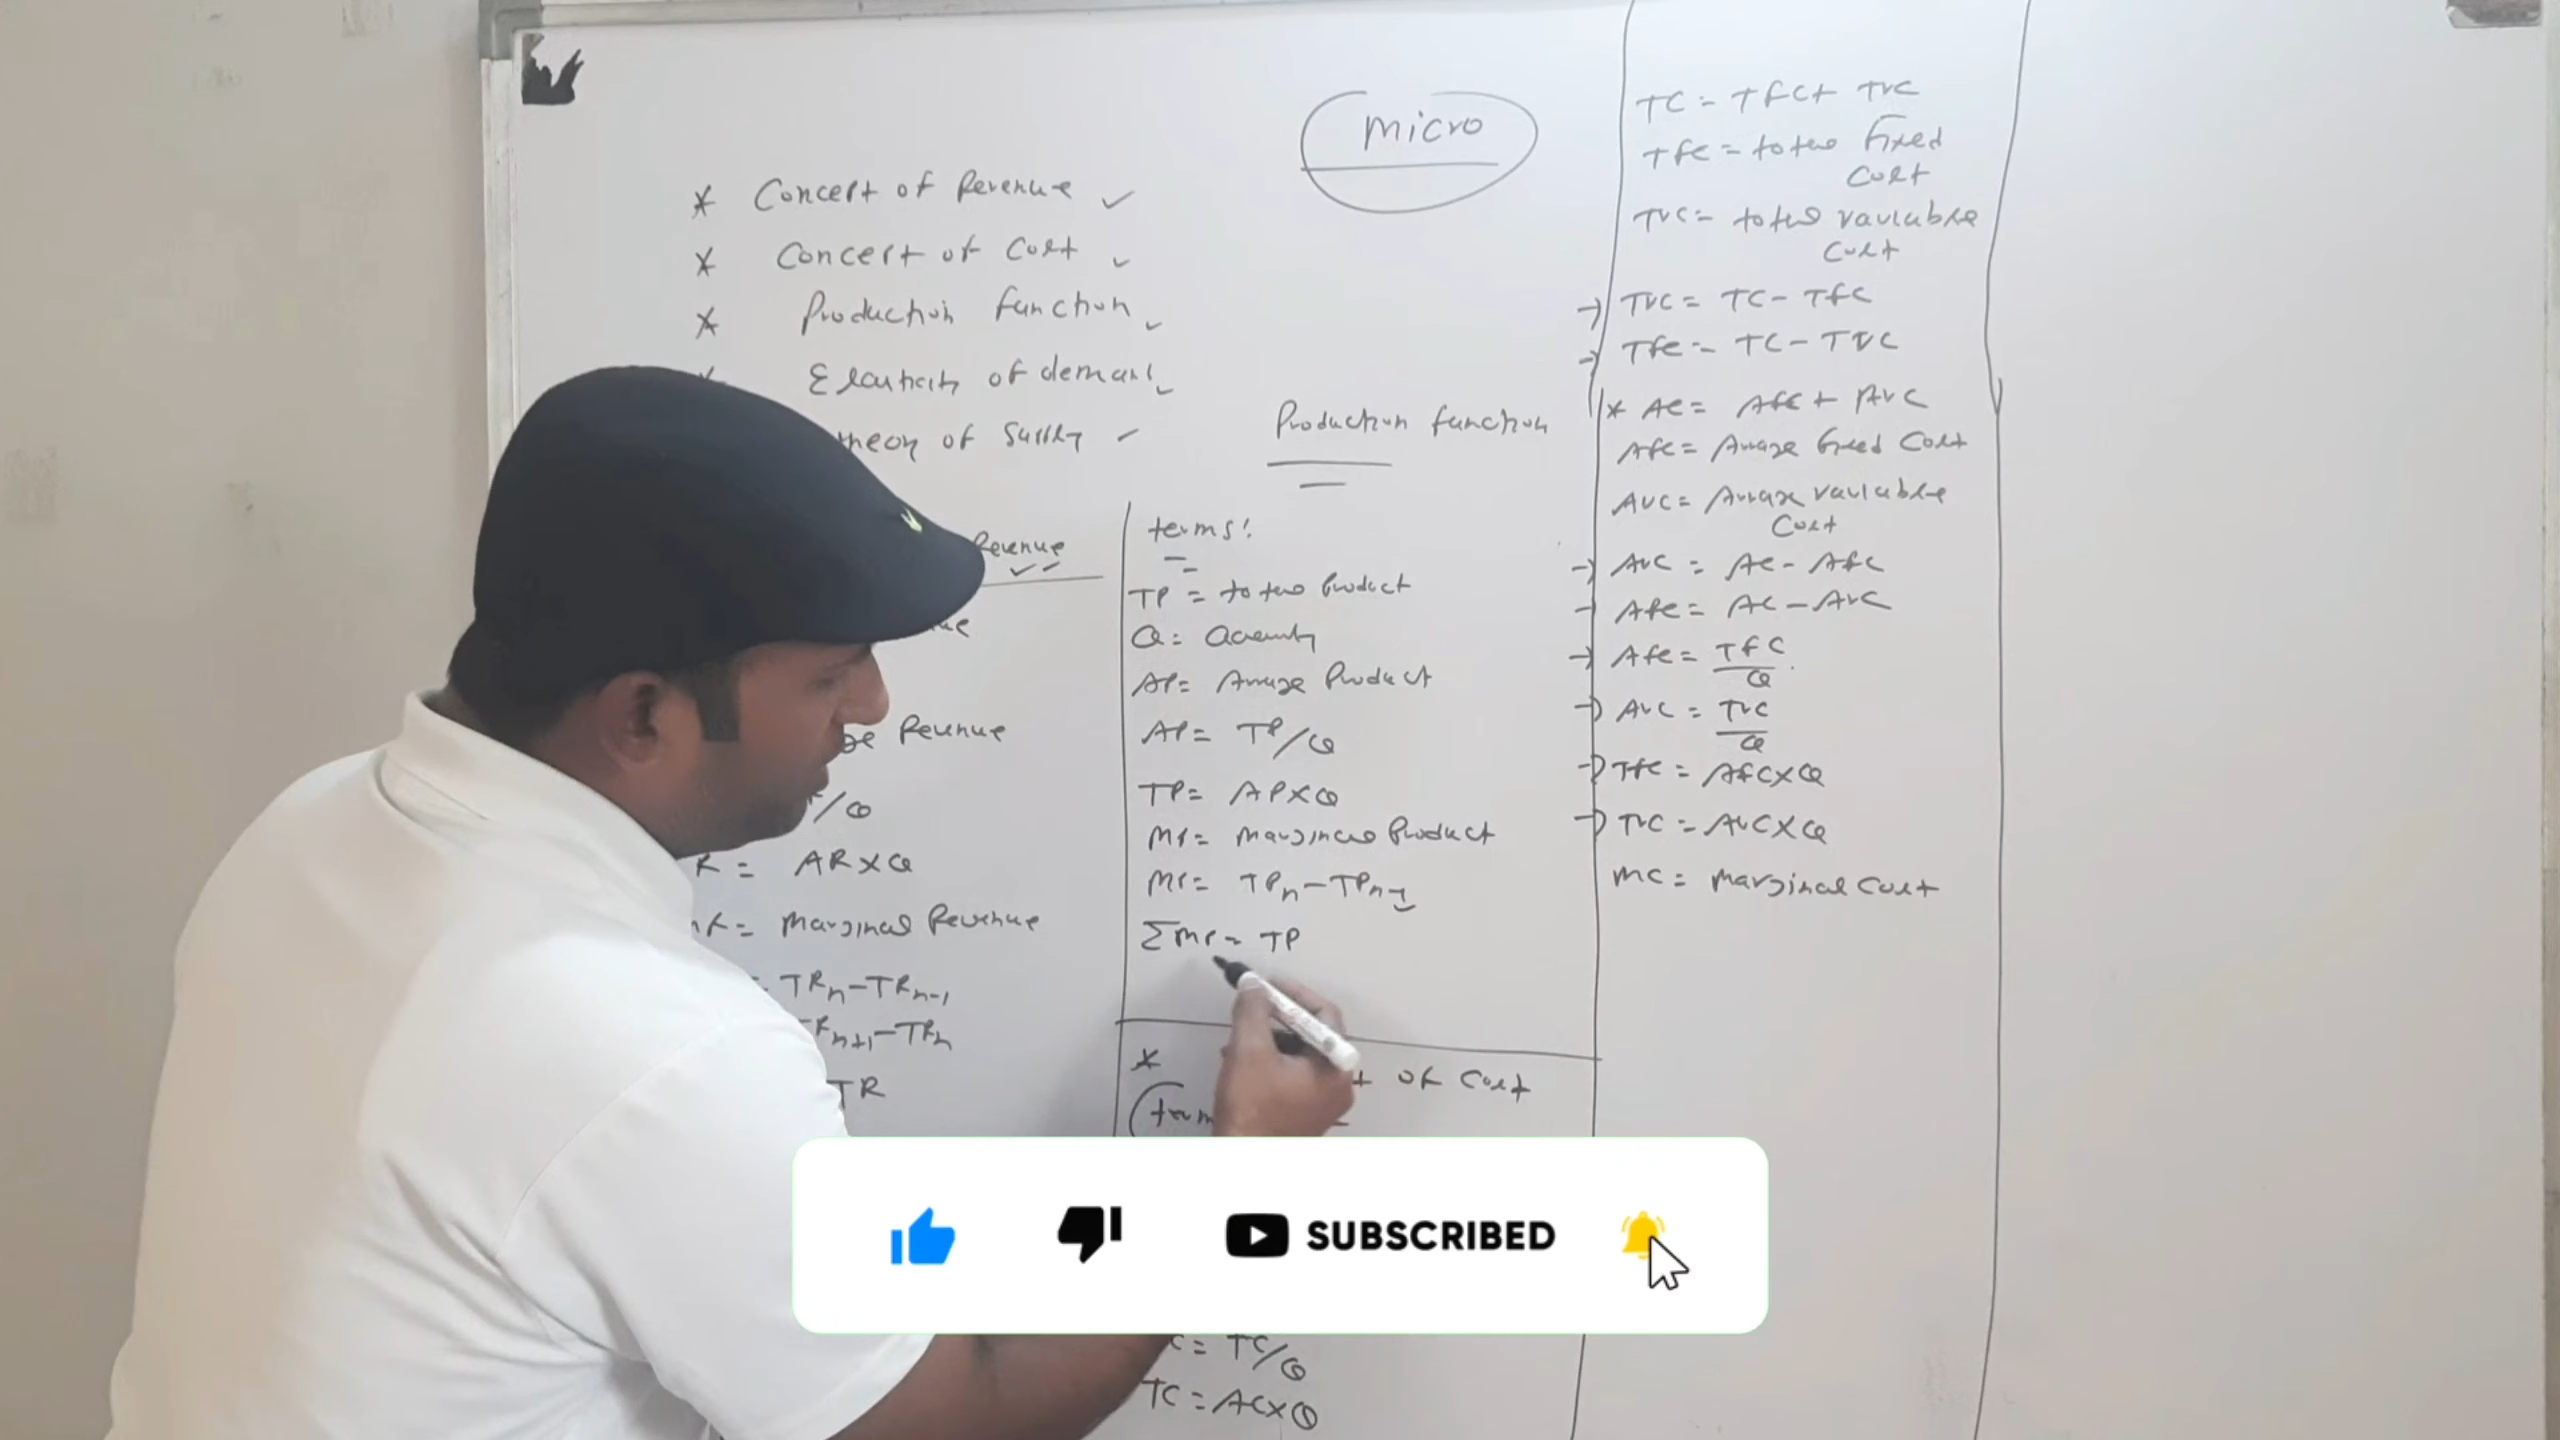 micro
* Concept of Revenue ✓
* Concept of Cost ✓
* Production function ✓
Elasticity of demand ✓
theory of Supply ✓
Revenue
Revenue
/Q
R = AR×Q
= Marginal Revenue
= TRn-TRn-1
Rn+1-TRn
TR
Production function
terms:
TP = total Product
Q = Quantity
AP = Average Product
AP = TP/Q
TP = AP×Q
MP = Marginal Product
MP = TPn-TPn-1
ΣMP = TP
*
of Cost
= TC/Q
TC = AC×Q
TC = TFC+ TVC
TFC = total fixed
Cost
TVC = total variable
Cost
→ TVC = TC-TFC
→ TFC = TC-TVC
* AC = AFC + AVC
AFC = Average fixed Cost
AVC = Average variable
Cost
→ AVC = AC-AFC
→ AFC = AC-AVC
→ AFC = TFC/Q
→ AVC = TVC/Q
→ TFC = AFC×Q
→ TVC = AVC×Q
MC = Marginal Cost
SUBSCRIBED